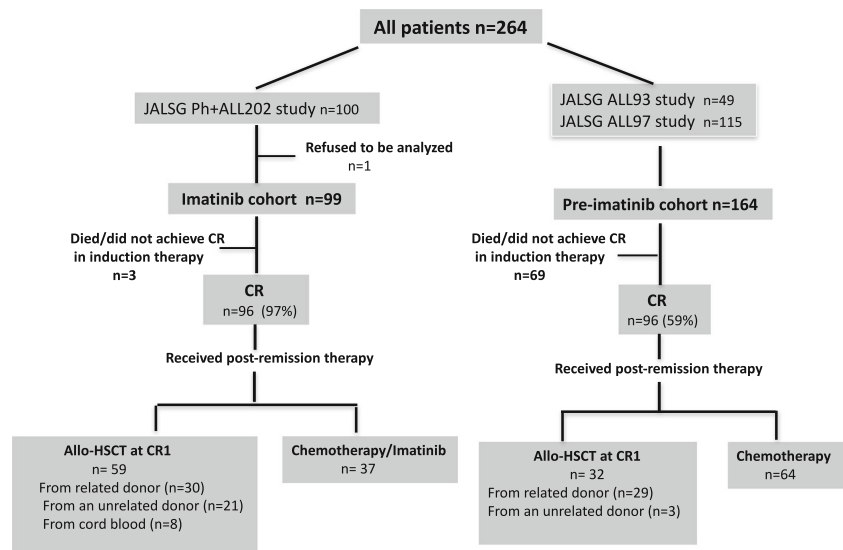 All patients n=264
JALSG Ph+ALL202 study n=100
Refused to be analyzed
n=1
Imatinib cohort n=99
Died/did not achieve CR
in induction therapy
n=3
CR
n=96 (97%)
Received post-remission therapy
Allo-HSCT at CR1
n= 59
From related donor (n=30)
From an unrelated donor (n=21)
From cord blood (n=8)
Chemotherapy/Imatinib
n= 37
JALSG ALL93 study n=49
JALSG ALL97 study n=115
Pre-imatinib cohort n=164
Died/did not achieve CR
in induction therapy
n=69
CR
n=96 (59%)
Received post-remission therapy
Allo-HSCT at CR1
n= 32
From related donor (n=29)
From an unrelated donor (n=3)
Chemotherapy
n=64